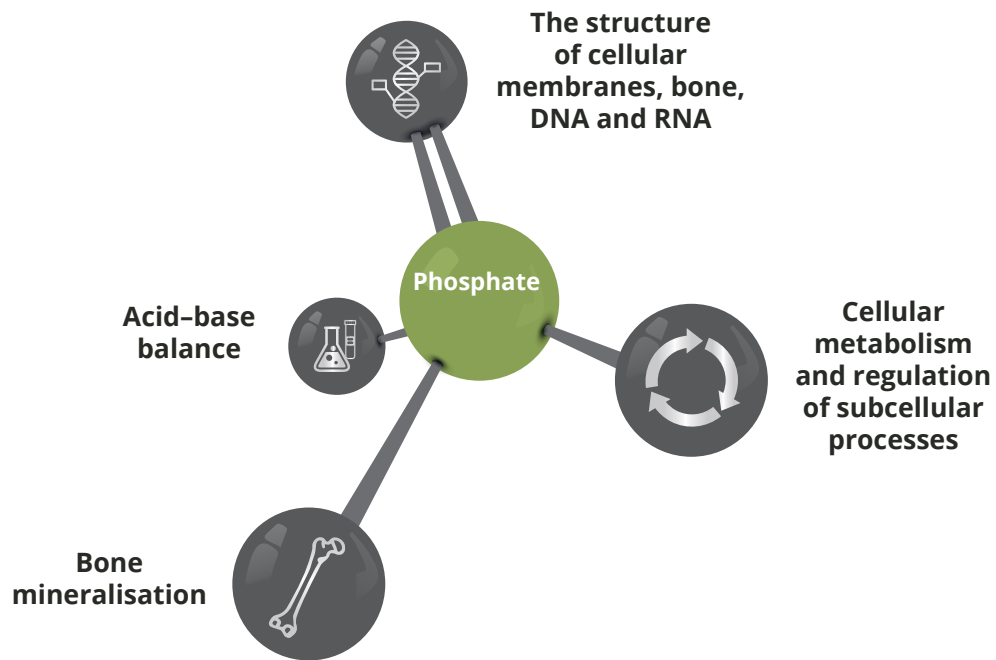 The structure
of cellular
membranes, bone,
DNA and RNA
Phosphate
Acid–base
balance
Cellular
metabolism
and regulation
of subcellular
processes
Bone
mineralisation